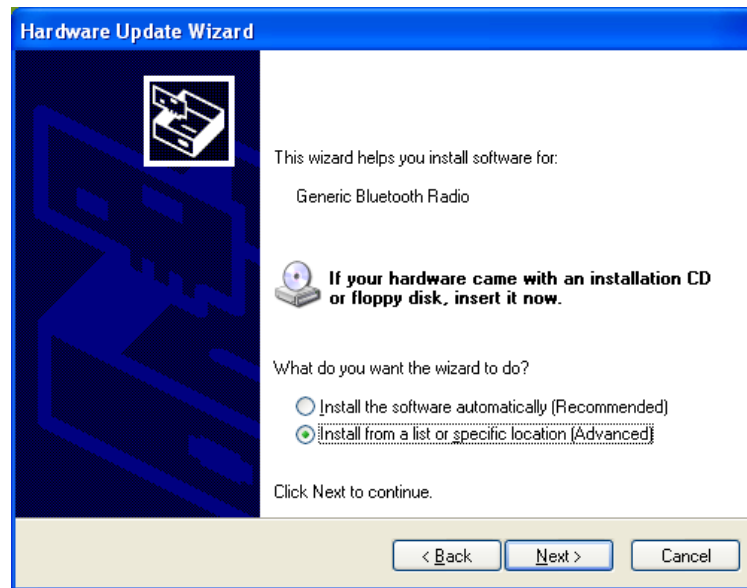 Hardware Update Wizard
This wizard helps you install software for:
Generic Bluetooth Radio
If your hardware came with an installation CD
or floppy disk, insert it now.
What do you want the wizard to do?
Install the software automatically (Recommended)
Install from a list or specific location (Advanced)
Click Next to continue.
< Back
Next >
Cancel